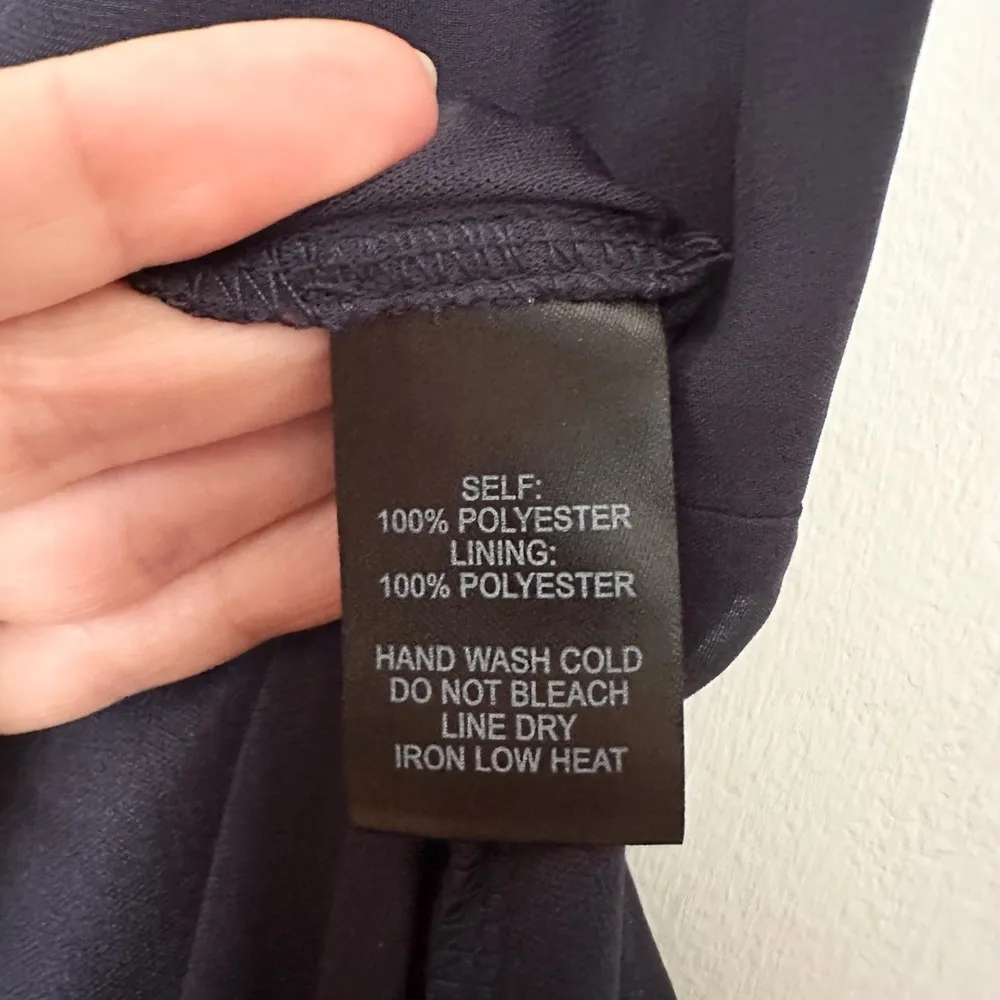 SELF:
100% POLYESTER
LINING:
100% POLYESTER
HAND WASH COLD
DO NOT BLEACH
LINE DRY
IRON LOW HEAT